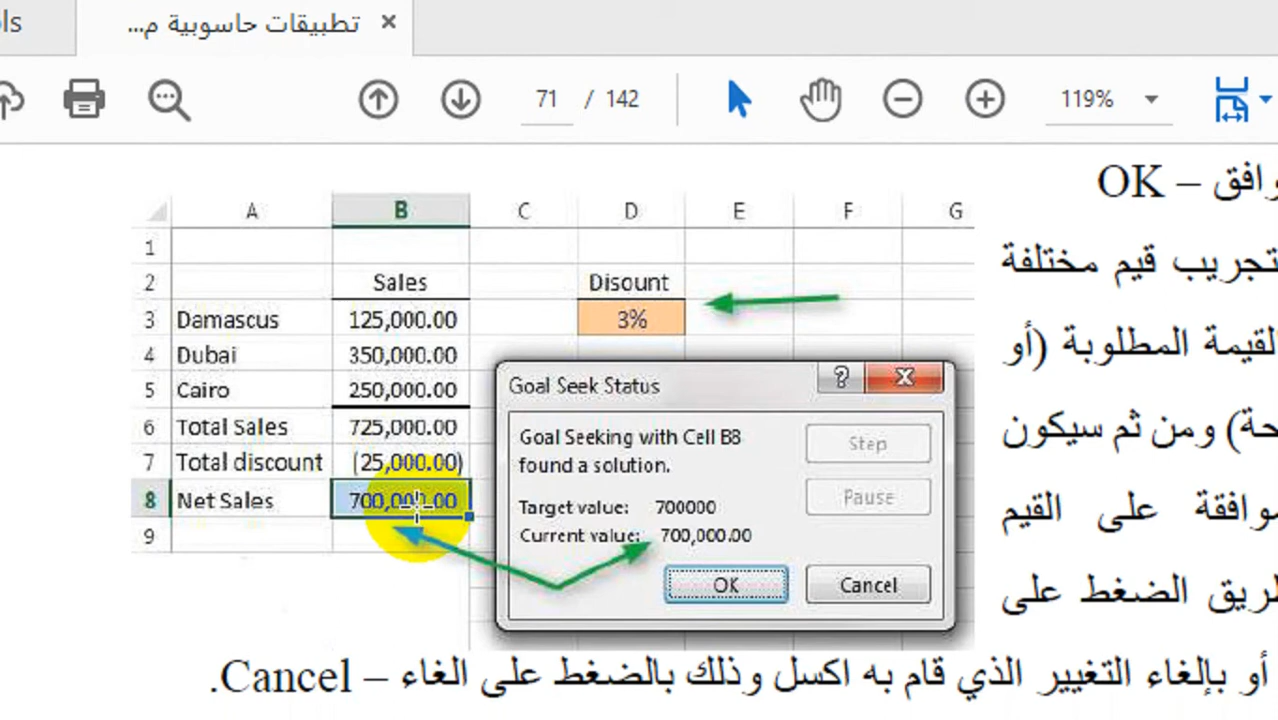 تطبيقات حاسوبية م...
71 / 142
119%
OK – 
تجريب قيم مختلفة
القيمة المطلوبة (أو
ومن ثم سيكون
على القيم
الضغط على
أو بإلغاء التغيير الذي قام به اكسل وذلك بالضغط على الغاء – Cancel.
A B C D E F G
1
2 Sales Disount
3 Damascus 125,000.00 3%
4 Dubai 350,000.00
5 Cairo 250,000.00
6 Total Sales 725,000.00
7 Total discount (25,000.00)
8 Net Sales 700,000.00
9
Goal Seek Status
Goal Seeking with Cell B8
found a solution.
Target value: 700000
Current value: 700,000.00
Step
Pause
OK
Cancel